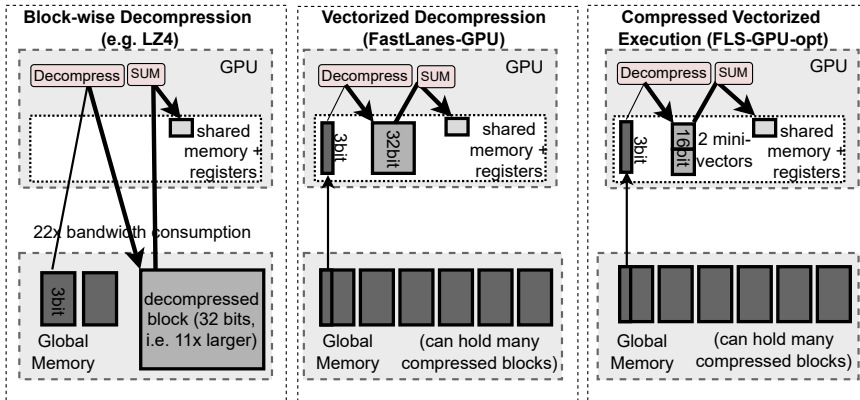 Block-wise Decompression
(e.g. LZ4)
Decompress
SUM
GPU
shared
memory +
registers
22x bandwidth consumption
3bit
decompressed
block (32 bits,
i.e. 11x larger)
Global
Memory
Vectorized Decompression
(FastLanes-GPU)
GPU
Decompress
SUM
3bit
32bit
shared
memory +
registers
Global
Memory
(can hold many
compressed blocks)
Compressed Vectorized
Execution (FLS-GPU-opt)
GPU
Decompress
SUM
3bit
16bit
2 mini-
vectors
shared
memory +
registers
Global
Memory
(can hold many
compressed blocks)